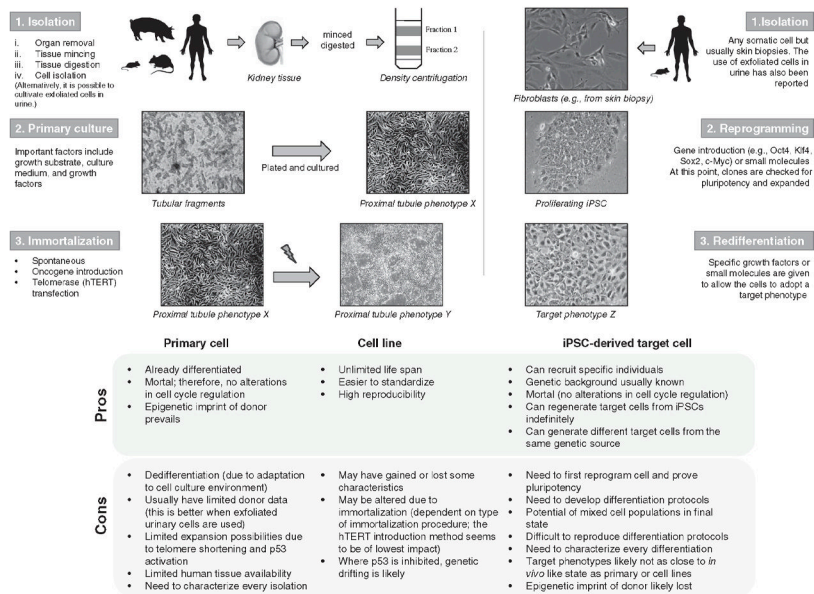 1. Isolation
i. Organ removal
ii. Tissue mincing
iii. Tissue digestion
iv. Cell isolation
(Alternatively, it is possible to
cultivate exfoliated cells in
urine.)
Kidney tissue
minced
digested
Fraction 1
Fraction 2
Density centrifugation
Fibroblasts (e.g., from skin biopsy)
1.Isolation
Any somatic cell but
usually skin biopsies. The
use of exfoliated cells in
urine has also been
reported
2. Primary culture
Important factors include
growth substrate, culture
medium, and growth
factors
Tubular fragments
Plated and cultured
Proximal tubule phenotype X
Proliferating iPSC
2. Reprogramming
Gene introduction (e.g., Oct4, Klf4,
Sox2, c-Myc) or small molecules
At this point, clones are checked for
pluripotency and expanded
3. Immortalization
• Spontaneous
• Oncogene introduction
• Telomerase (hTERT)
transfection
Proximal tubule phenotype X
Proximal tubule phenotype Y
Target phenotype Z
3. Redifferentiation
Specific growth factors or
small molecules are given
to allow the cells to adopt a
target phenotype
Primary cell
Cell line
iPSC-derived target cell
Pros
• Already differentiated
• Mortal; therefore, no alterations
in cell cycle regulation
• Epigenetic imprint of donor
prevails
• Unlimited life span
• Easier to standardize
• High reproducibility
• Can recruit specific individuals
• Genetic background usually known
• Mortal (no alterations in cell cycle regulation)
• Can regenerate target cells from iPSCs
indefinitely
• Can generate different target cells from the
same genetic source
Cons
• Dedifferentiation (due to adaptation
to cell culture environment)
• Usually have limited donor data
(this is better when exfoliated
urinary cells are used)
• Limited expansion possibilities due
to telomere shortening and p53
activation
• Limited human tissue availability
• Need to characterize every isolation
• May have gained or lost some
characteristics
• May be altered due to
immortalization (dependent on type
of immortalization procedure; the
hTERT introduction method seems
to be of lowest impact)
• Where p53 is inhibited, genetic
drifting is likely
• Need to first reprogram cell and prove
pluripotency
• Need to develop differentiation protocols
• Potential of mixed cell populations in final
state
• Difficult to reproduce differentiation protocols
• Need to characterize every differentiation
• Target phenotypes likely not as close to in
vivo like state as primary or cell lines
• Epigenetic imprint of donor likely lost